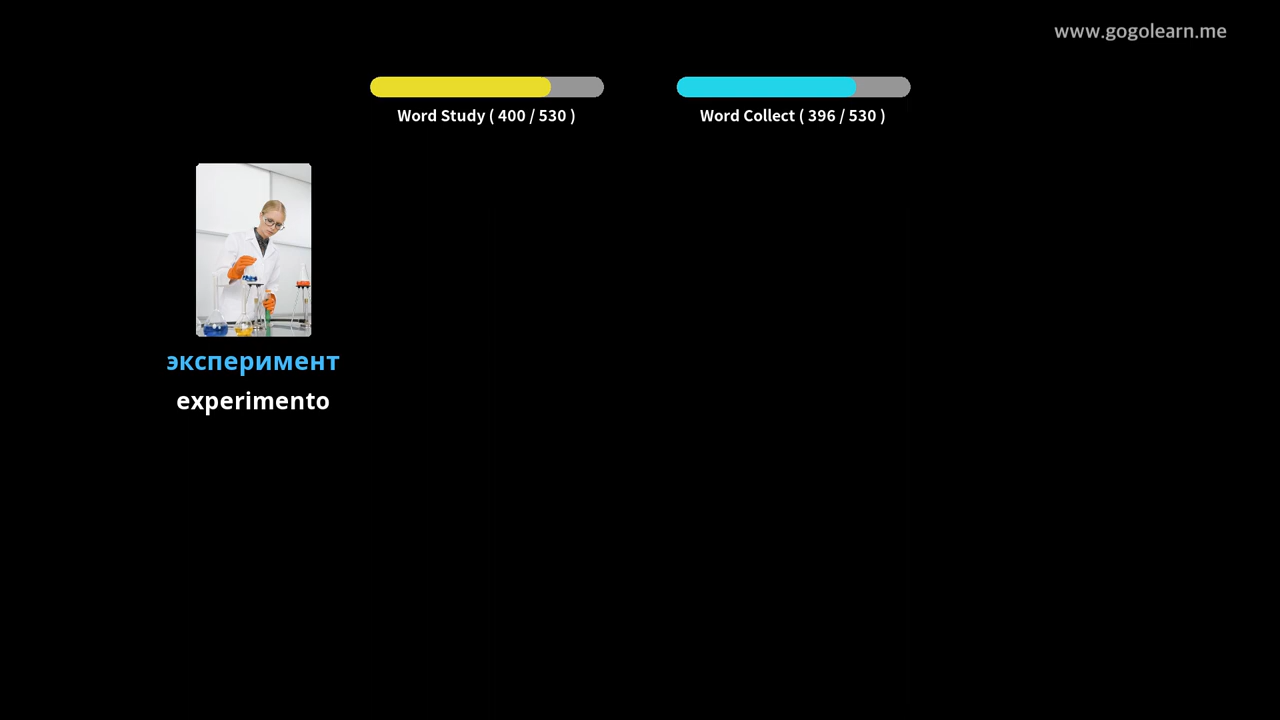 www.gogolearn.me
Word Study ( 400 / 530 )
Word Collect ( 396 / 530 )
эксперимент
experimento